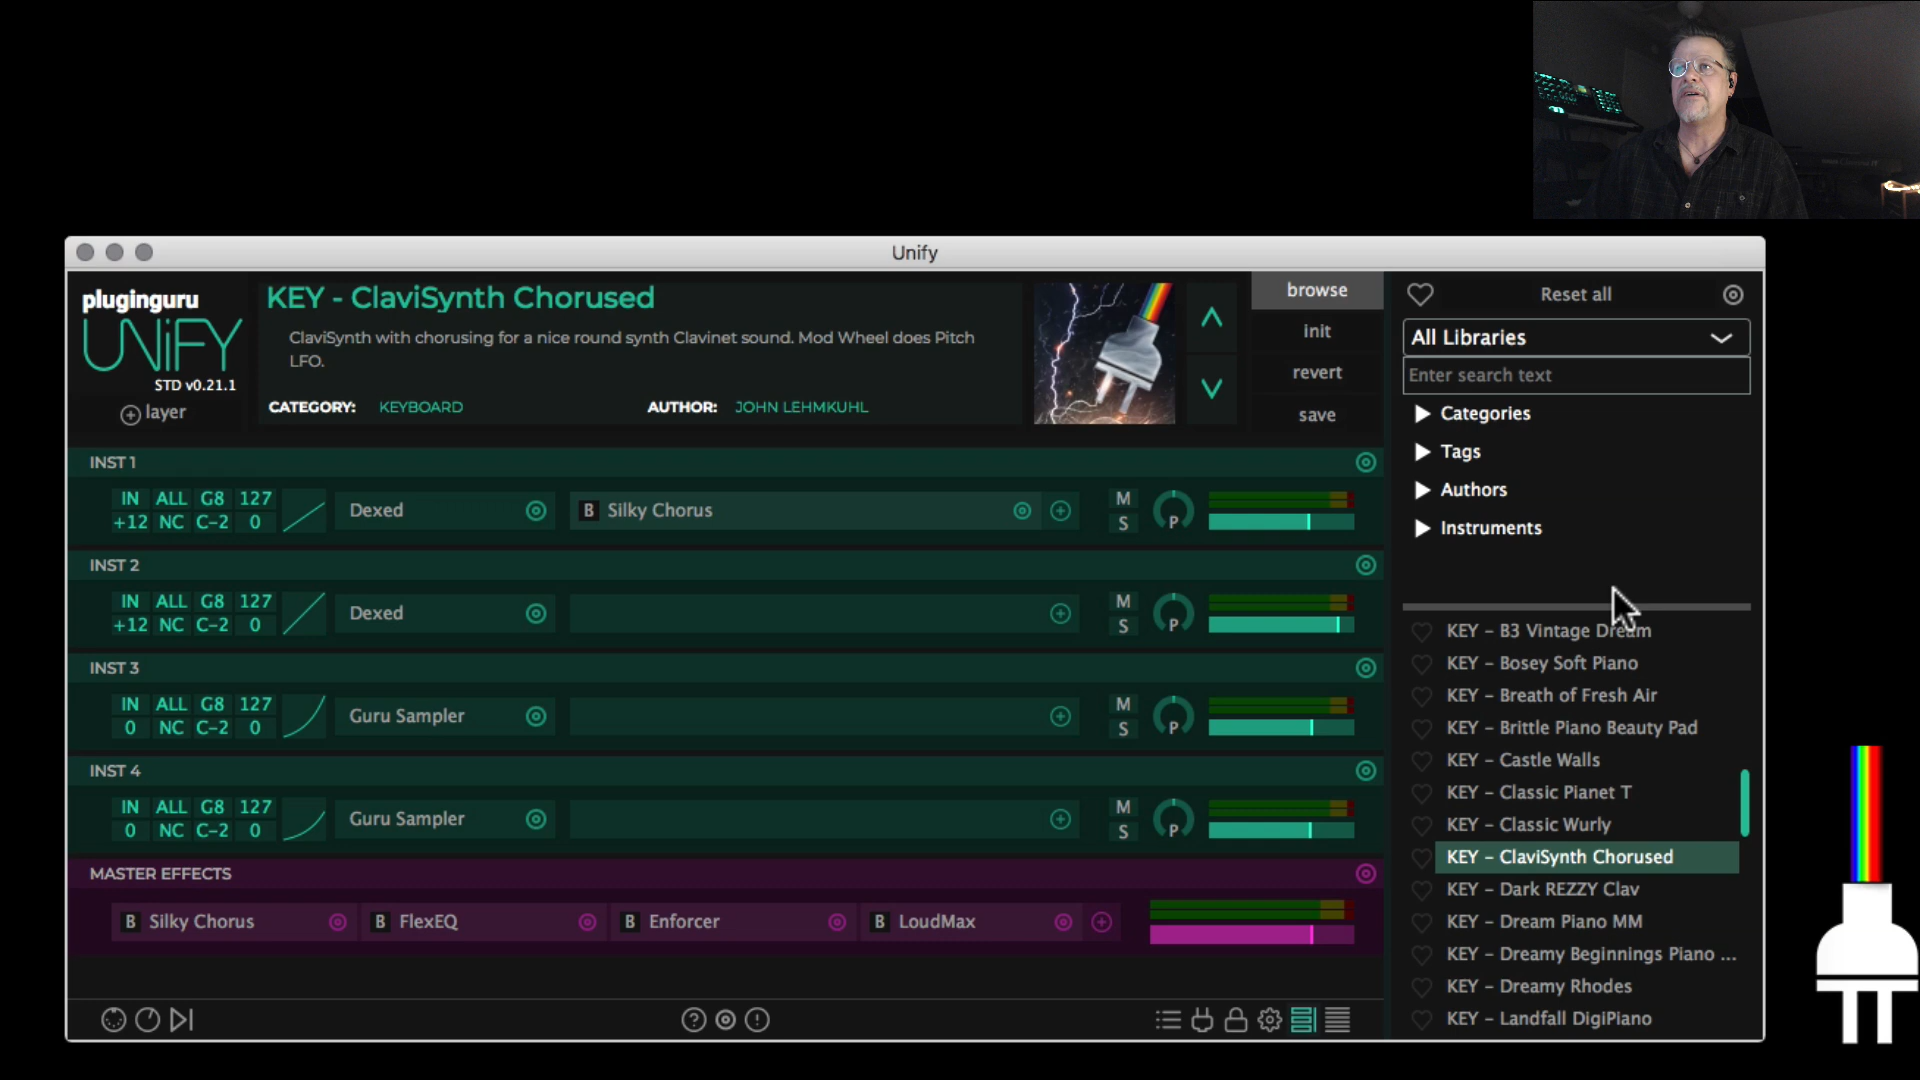 Unify
pluginguru
UNiFY
STD v0.21.1
layer
KEY - ClaviSynth Chorused
ClaviSynth with chorusing for a nice round synth Clavinet sound. Mod Wheel does Pitch
LFO.
CATEGORY: KEYBOARD AUTHOR: JOHN LEHMKUHL
browse
init
revert
save
INST 1
IN ALL G8 127
+12 NC C-2 0
Dexed
B Silky Chorus
M
S
P
INST 2
IN ALL G8 127
+12 NC C-2 0
Dexed
M
S
P
INST 3
IN ALL G8 127
0 NC C-2 0
Guru Sampler
M
S
P
INST 4
IN ALL G8 127
0 NC C-2 0
Guru Sampler
M
S
P
MASTER EFFECTS
B Silky Chorus B FlexEQ B Enforcer B LoudMax
Reset all
All Libraries
Enter search text
Categories
Tags
Authors
Instruments
KEY - B3 Vintage Dream
KEY - Bosey Soft Piano
KEY - Breath of Fresh Air
KEY - Brittle Piano Beauty Pad
KEY - Castle Walls
KEY - Classic Pianet T
KEY - Classic Wurly
KEY - ClaviSynth Chorused
KEY - Dark REZZY Clav
KEY - Dream Piano MM
KEY - Dreamy Beginnings Piano ...
KEY - Dreamy Rhodes
KEY - Landfall DigiPiano